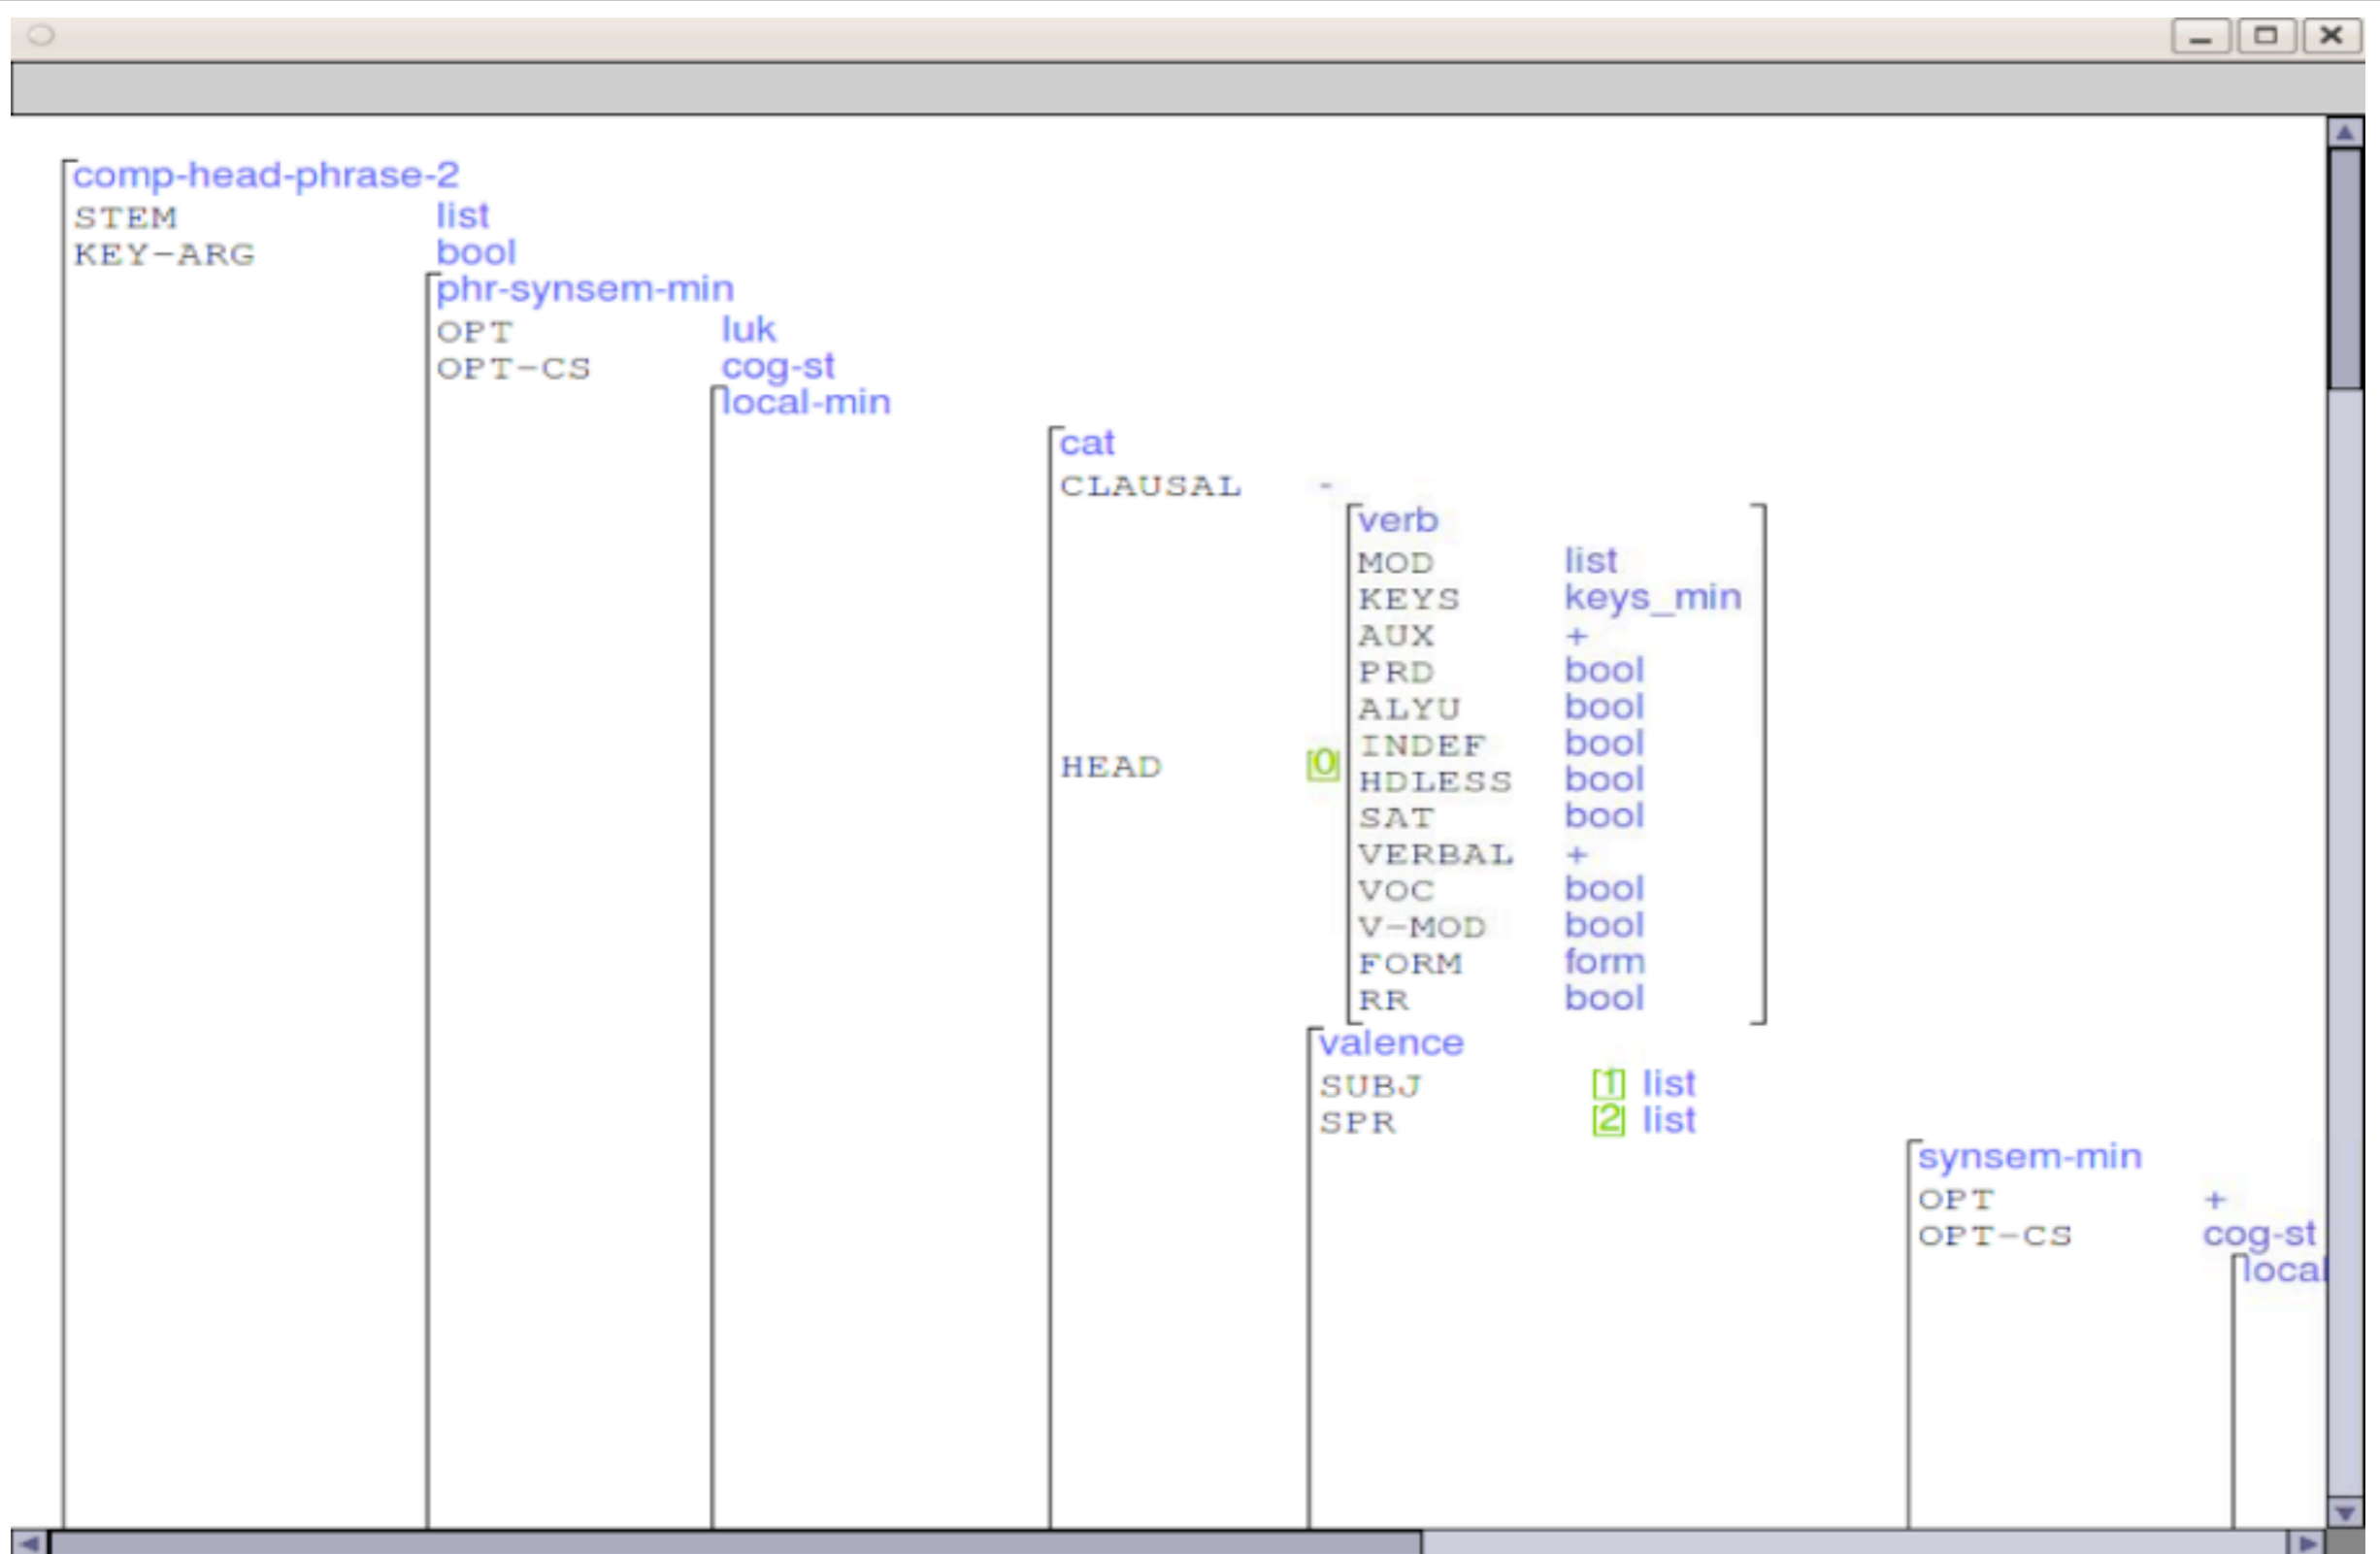 comp-head-phrase-2
STEM list
KEY-ARG bool
phr-synsem-min
OPT luk
OPT-CS cog-st
local-min
cat
CLAUSAL -
verb
MOD list
KEYS keys_min
AUX +
PRD bool
ALYU bool
INDEF bool
HEAD [0]
HDLESS bool
SAT bool
VERBAL +
VOC bool
V-MOD bool
FORM form
RR bool
valence
SUBJ [1] list
SPR [2] list
synsem-min
OPT +
OPT-CS cog-st
local